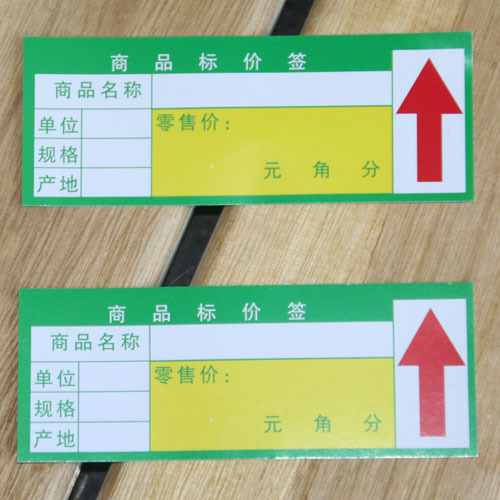 商品标价签
商品名称
单位
零售价：
规格
元 角 分
产地
商品标价签
商品名称
单位
零售价：
规格
产地
元 角 分